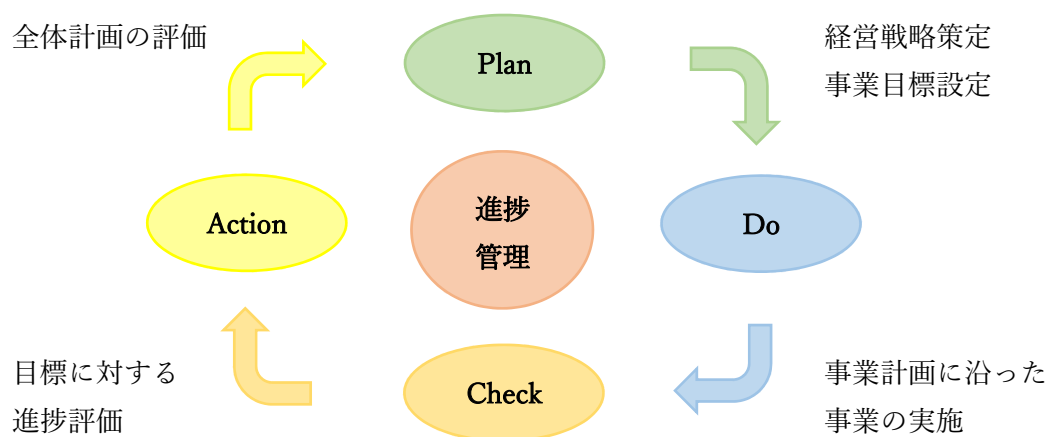 全体計画の評価
Plan
経営戦略策定
事業目標設定
Action
進捗
管理
Do
目標に対する
進捗評価
Check
事業計画に沿った
事業の実施